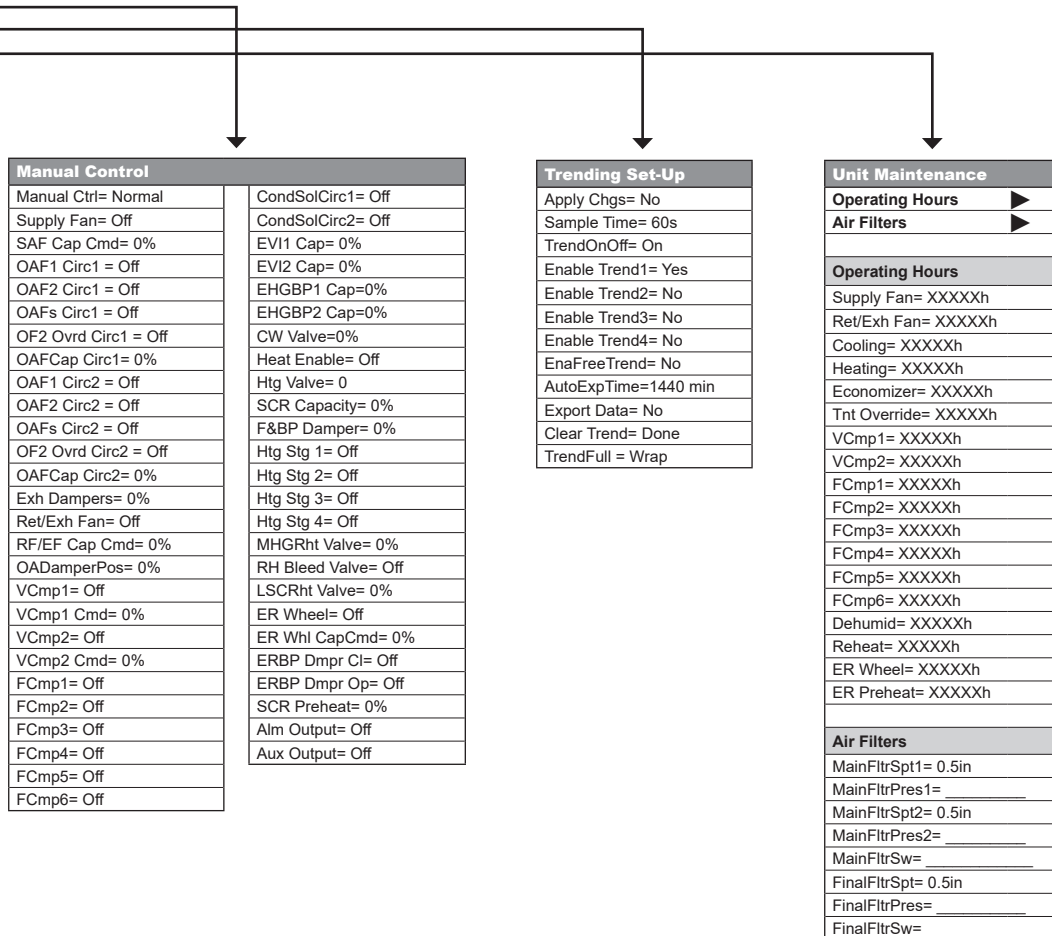 Manual Control
Manual Ctrl= Normal
Supply Fan= Off
SAF Cap Cmd= 0%
OAF1 Circ1 = Off
OAF2 Circ1 = Off
OAFs Circ1 = Off
OF2 Ovrd Circ1 = Off
OAFCap Circ1= 0%
OAF1 Circ2 = Off
OAF2 Circ2 = Off
OAFs Circ2 = Off
OF2 Ovrd Circ2 = Off
OAFCap Circ2= 0%
Exh Dampers= 0%
Ret/Exh Fan= Off
RF/EF Cap Cmd= 0%
OADamperPos= 0%
VCmp1= Off
VCmp1 Cmd= 0%
VCmp2= Off
VCmp2 Cmd= 0%
FCmp1= Off
FCmp2= Off
FCmp3= Off
FCmp4= Off
FCmp5= Off
FCmp6= Off
CondSolCirc1= Off
CondSolCirc2= Off
EVI1 Cap= 0%
EVI2 Cap= 0%
EHGBP1 Cap=0%
EHGBP2 Cap=0%
CW Valve=0%
Heat Enable= Off
Htg Valve= 0
SCR Capacity= 0%
F&BP Damper= 0%
Htg Stg 1= Off
Htg Stg 2= Off
Htg Stg 3= Off
Htg Stg 4= Off
MHGRht Valve= 0%
RH Bleed Valve= Off
LSCRht Valve= 0%
ER Wheel= Off
ER Whl CapCmd= 0%
ERBP Dmpr Cl= Off
ERBP Dmpr Op= Off
SCR Preheat= 0%
Alm Output= Off
Aux Output= Off
Trending Set-Up
Apply Chgs= No
Sample Time= 60s
TrendOnOff= On
Enable Trend1= Yes
Enable Trend2= No
Enable Trend3= No
Enable Trend4= No
EnaFreeTrend= No
AutoExpTime=1440 min
Export Data= No
Clear Trend= Done
TrendFull = Wrap
Unit Maintenance
Operating Hours
Air Filters
Operating Hours
Supply Fan= XXXXXh
Ret/Exh Fan= XXXXXh
Cooling= XXXXXh
Heating= XXXXXh
Economizer= XXXXXh
Tnt Override= XXXXXh
VCmp1= XXXXXh
VCmp2= XXXXXh
FCmp1= XXXXXh
FCmp2= XXXXXh
FCmp3= XXXXXh
FCmp4= XXXXXh
FCmp5= XXXXXh
FCmp6= XXXXXh
Dehumid= XXXXXh
Reheat= XXXXXh
ER Wheel= XXXXXh
ER Preheat= XXXXXh
Air Filters
MainFltrSpt1= 0.5in
MainFltrPres1= _________
MainFltrSpt2= 0.5in
MainFltrPres2= _________
MainFltrSw= ____________
FinalFltrSpt= 0.5in
FinalFltrPres= __________
FinalFltrSw=